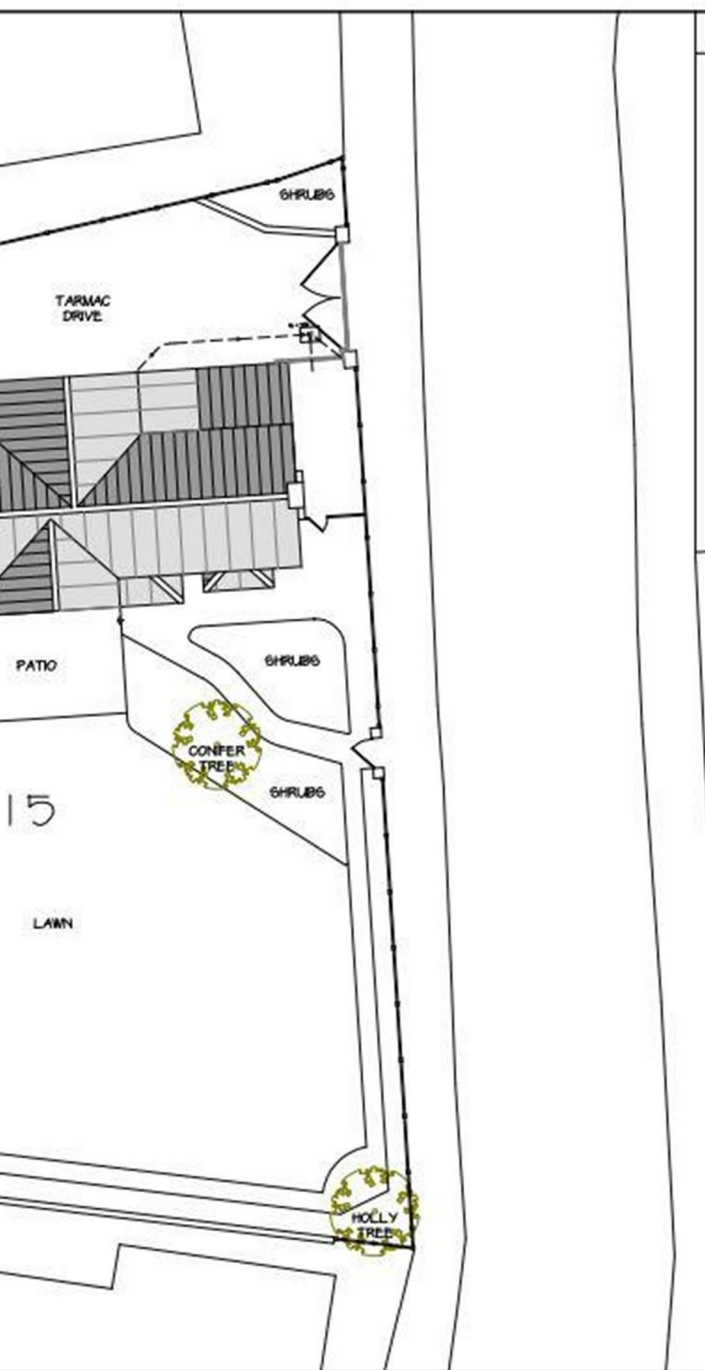 SHRUBS
TARMAC
DRIVE
PATIO
SHRUBS
CONIFER
TREE
SHRUBS
15
LAWN
HOLLY
TREE